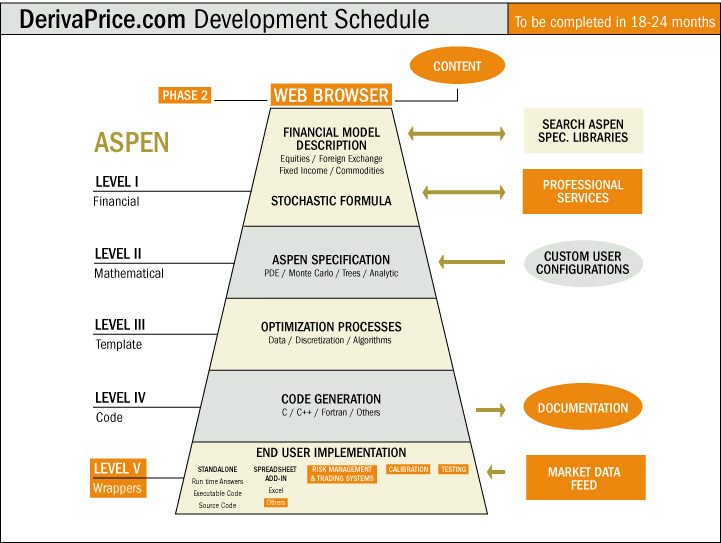 DerivaPrice.com Development Schedule
To be completed in 18-24 months
CONTENT
PHASE 2
WEB BROWSER
ASPEN
FINANCIAL MODEL
DESCRIPTION
Equities / Foreign Exchange
Fixed Income / Commodities
SEARCH ASPEN
SPEC. LIBRARIES
LEVEL I
Financial
STOCHASTIC FORMULA
PROFESSIONAL
SERVICES
LEVEL II
Mathematical
ASPEN SPECIFICATION
PDE / Monte Carlo / Trees / Analytic
CUSTOM USER
CONFIGURATIONS
LEVEL III
Template
OPTIMIZATION PROCESSES
Data / Discretization / Algorithms
LEVEL IV
Code
CODE GENERATION
C / C++ / Fortran / Others
DOCUMENTATION
LEVEL V
Wrappers
END USER IMPLEMENTATION
STANDALONE
Run time Answers
Executable Code
Source Code
SPREADSHEET
ADD-IN
Excel
Others
RISK MANAGEMENT
& TRADING SYSTEMS
CALIBRATION
TESTING
MARKET DATA
FEED